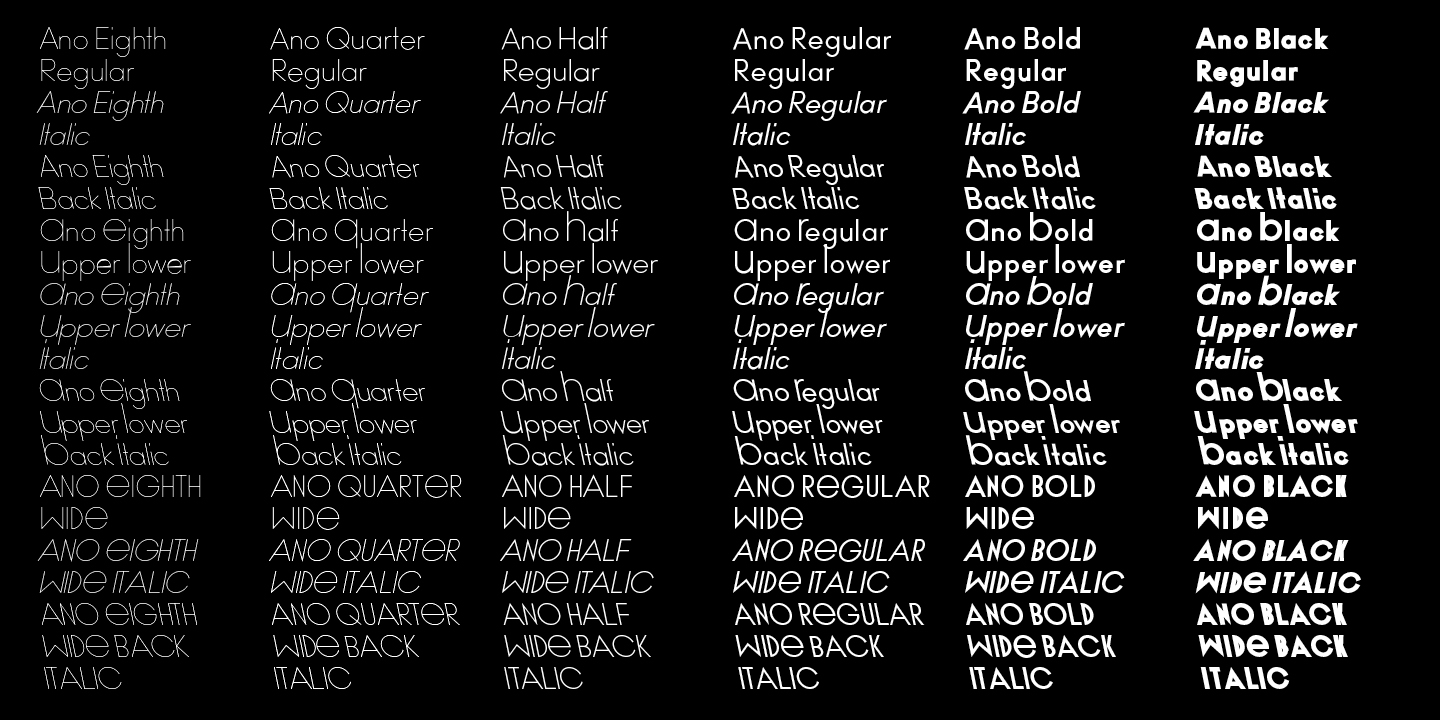 Ano Eighth
Regular
Ano Eighth
Italic
Ano Eighth
Back Italic
ano eighth
Upper lower
ano eighth
Upper lower
Italic
ano eighth
Upper lower
back italic
ANO eIGHTH
WIDe
ANO eIGHTH
WIDe ITALIC
ANO eIGHTH
WIDe BACK
ITALIC
Ano Quarter
Regular
Ano Quarter
Italic
Ano Quarter
Back Italic
ano quarter
Upper lower
ano quarter
Upper lower
Italic
ano quarter
Upper lower
back italic
ANO QUARTeR
WIDe
ANO QUARTeR
WIDe ITALIC
ANO QUARTeR
WIDe BACK
ITALIC
Ano Half
Regular
Ano Half
Italic
Ano Half
Back Italic
ano half
Upper lower
ano half
Upper lower
Italic
ano half
Upper lower
back italic
ANO HALF
WIDe
ANO HALF
WIDe ITALIC
ANO HALF
WIDe BACK
ITALIC
Ano Regular
Regular
Ano Regular
Italic
Ano Regular
Back Italic
ano regular
Upper lower
ano regular
Upper lower
Italic
ano regular
Upper lower
back italic
ANO ReGULAR
WIDe
ANO ReGULAR
WIDe ITALIC
ANO ReGULAR
WIDe BACK
ITALIC
Ano Bold
Regular
Ano Bold
Italic
Ano Bold
Back Italic
ano bold
Upper lower
ano bold
Upper lower
Italic
ano bold
Upper lower
back italic
ANO BOLD
WIDe
ANO BOLD
WIDe ITALIC
ANO BOLD
WIDe BACK
ITALIC
Ano Black
Regular
Ano Black
Italic
Ano Black
Back Italic
ano black
Upper lower
ano black
Upper lower
Italic
ano black
Upper lower
back italic
ANO BLACK
WIDe
ANO BLACK
WIDe ITALIC
ANO BLACK
WIDe BACK
ITALIC